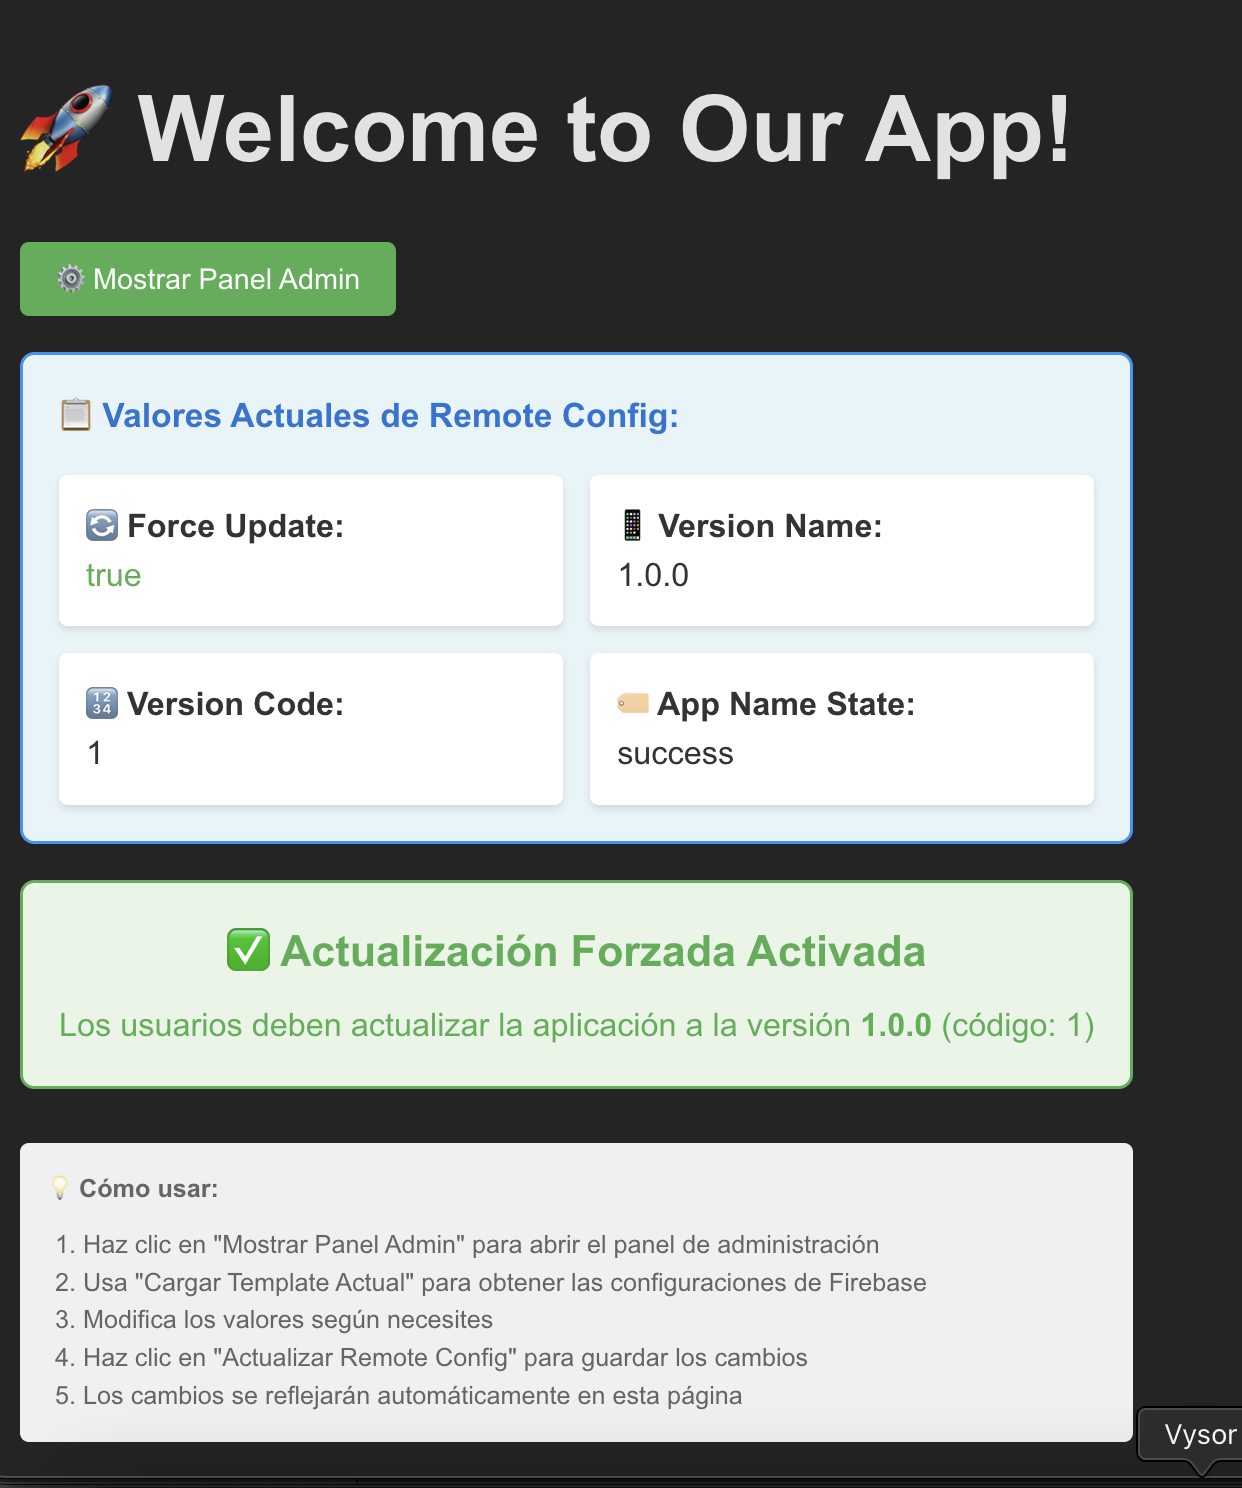 🚀 Welcome to Our App!
⚙️ Mostrar Panel Admin
📋 Valores Actuales de Remote Config:
🔄 Force Update:
true
📱 Version Name:
1.0.0
🔢 Version Code:
1
🏷️ App Name State:
success
✅ Actualización Forzada Activada
Los usuarios deben actualizar la aplicación a la versión 1.0.0 (código: 1)
💡 Cómo usar:
1. Haz clic en "Mostrar Panel Admin" para abrir el panel de administración
2. Usa "Cargar Template Actual" para obtener las configuraciones de Firebase
3. Modifica los valores según necesites
4. Haz clic en "Actualizar Remote Config" para guardar los cambios
5. Los cambios se reflejarán automáticamente en esta página
Vysor